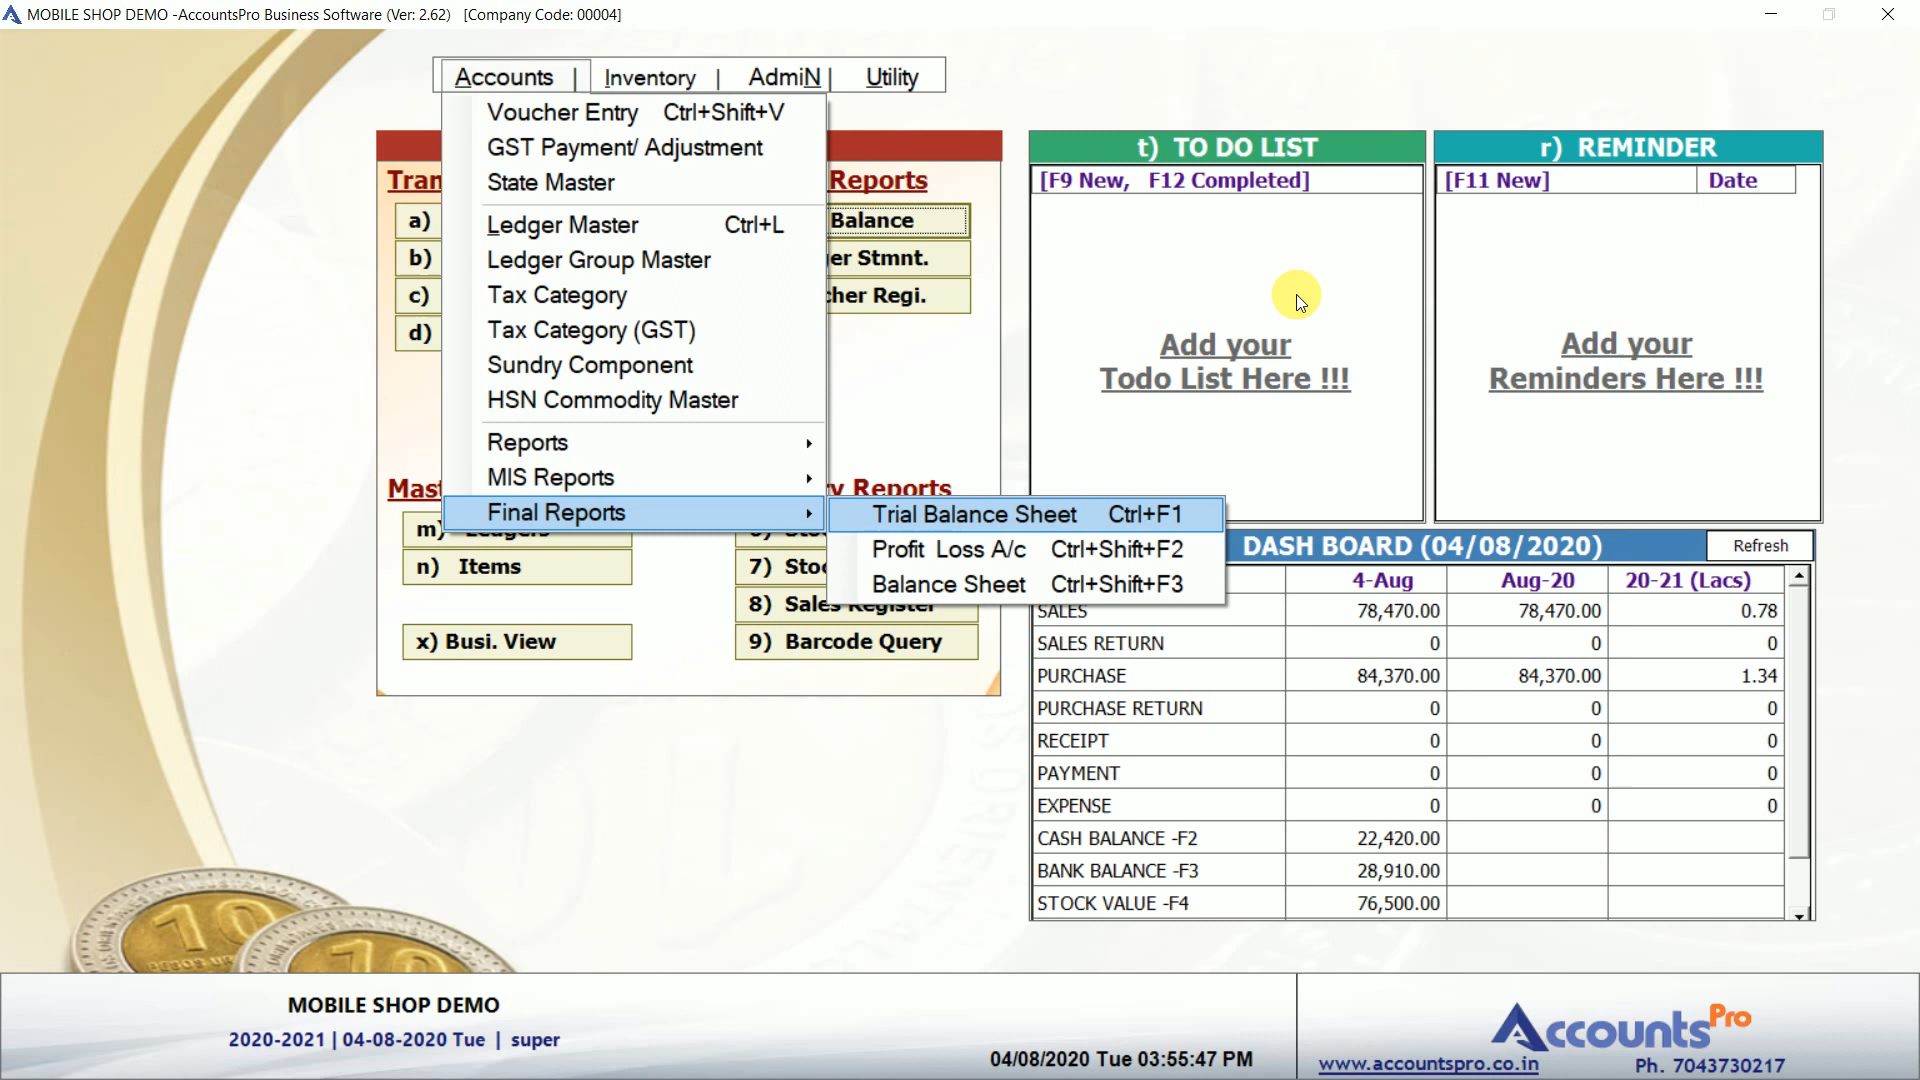 MOBILE SHOP DEMO -AccountsPro Business Software (Ver: 2.62) [Company Code: 00004]
Accounts | Inventory | AdmiN | Utility
Voucher Entry Ctrl+Shift+V
GST Payment/ Adjustment
State Master
Ledger Master Ctrl+L
Ledger Group Master
Tax Category
Tax Category (GST)
Sundry Component
HSN Commodity Master
Reports
MIS Reports
Final Reports
Trial Balance Sheet Ctrl+F1
Profit Loss A/c Ctrl+Shift+F2
Balance Sheet Ctrl+Shift+F3
Tran
a)
b)
c)
d)
Reports
Balance
er Stmnt.
cher Regi.
Mas
m) Ledgers
n) Items
x) Busi. View
y Reports
7) Sto
8) Sales Register
9) Barcode Query
t) TO DO LIST
[F9 New, F12 Completed]
Add your
Todo List Here !!!
r) REMINDER
[F11 New] Date
Add your
Reminders Here !!!
DASH BOARD (04/08/2020) Refresh
4-Aug Aug-20 20-21 (Lacs)
SALES 78,470.00 78,470.00 0.78
SALES RETURN 0 0 0
PURCHASE 84,370.00 84,370.00 1.34
PURCHASE RETURN 0 0 0
RECEIPT 0 0 0
PAYMENT 0 0 0
EXPENSE 0 0 0
CASH BALANCE -F2 22,420.00
BANK BALANCE -F3 28,910.00
STOCK VALUE -F4 76,500.00
MOBILE SHOP DEMO
2020-2021 | 04-08-2020 Tue | super
04/08/2020 Tue 03:55:47 PM
AccountsPro
www.accountspro.co.in Ph. 7043730217